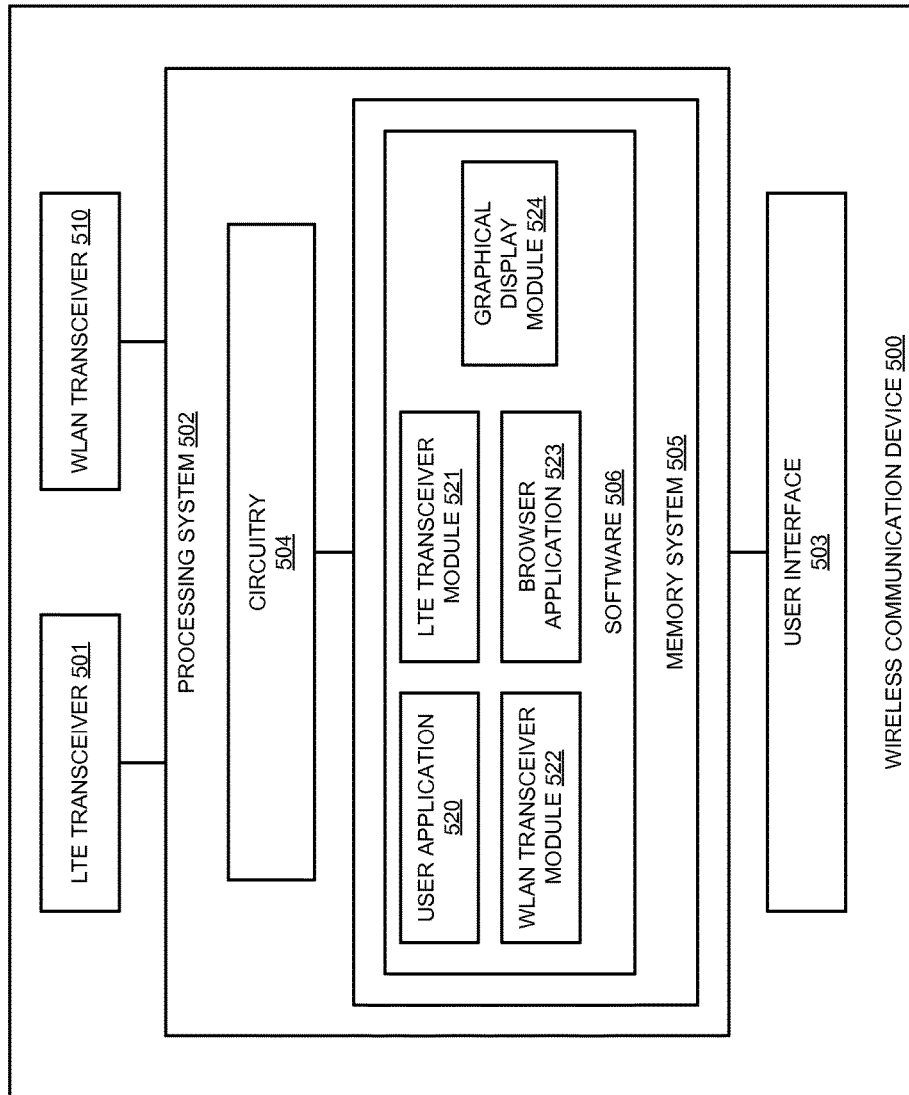 LTE TRANSCEIVER 501
WLAN TRANSCEIVER 510
PROCESSING SYSTEM 502
CIRCUITRY
504
USER APPLICATION
520
LTE TRANSCEIVER
MODULE 521
WLAN TRANSCEIVER
MODULE 522
BROWSER
APPLICATION 523
GRAPHICAL
DISPLAY
MODULE 524
SOFTWARE 506
MEMORY SYSTEM 505
USER INTERFACE
503
WIRELESS COMMUNICATION DEVICE 500